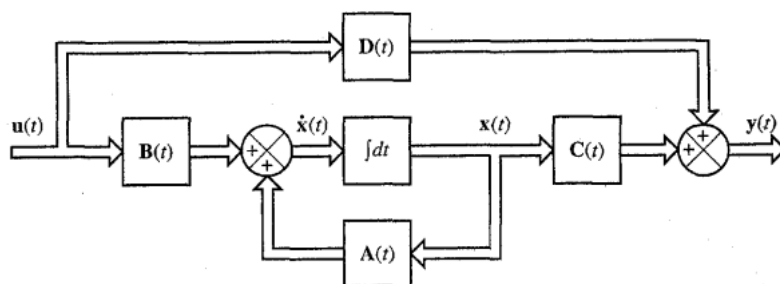 D(t)
u(t)
B(t)
+
+
ẋ(t)
∫dt
x(t)
C(t)
+
+
y(t)
A(t)